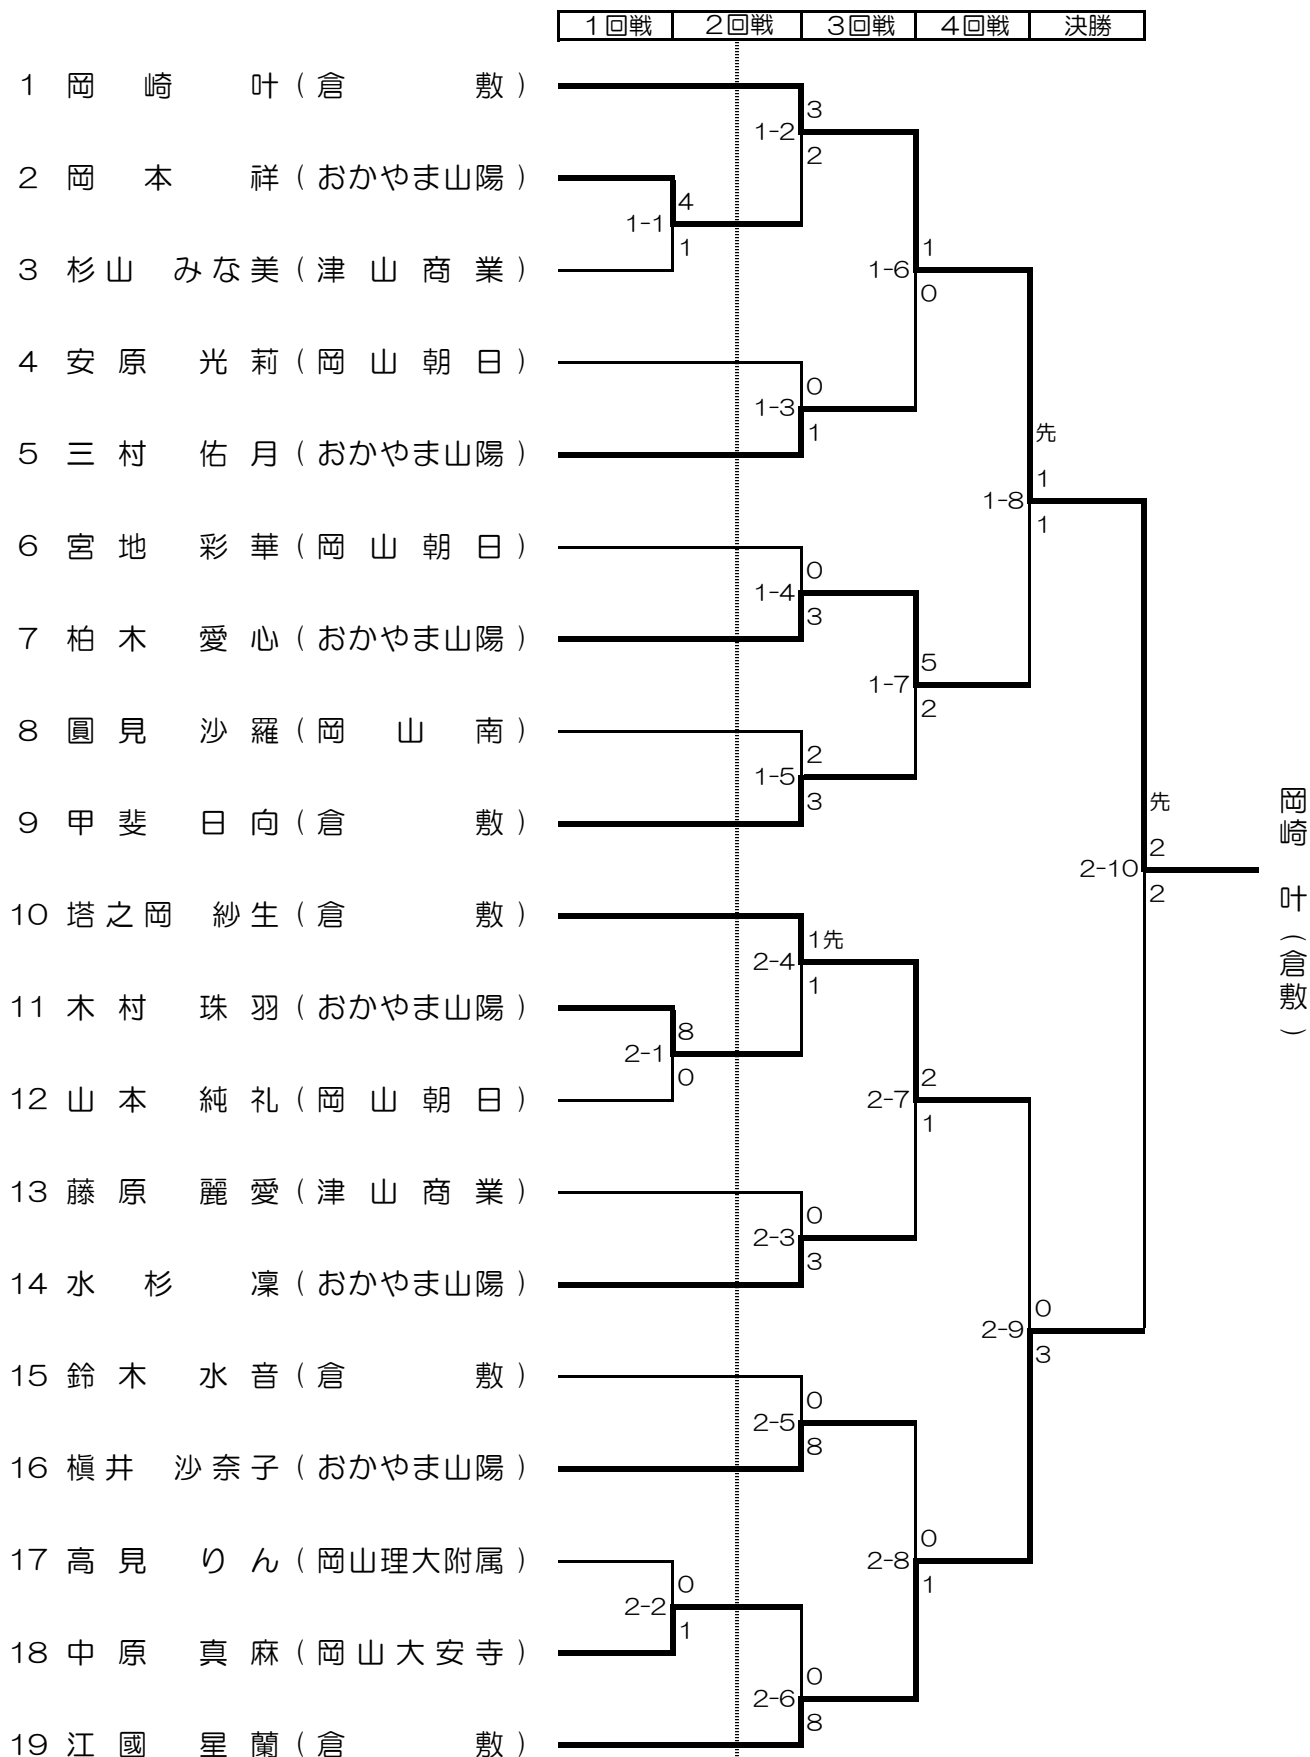 1回戦 2回戦 3回戦 4回戦 決勝
1 岡崎 叶 (倉敷)
3
1-2
2
2 岡本 祥 (おかやま山陽)
4
1-1
1
3 杉山 みな美 (津山商業)
1
1-6
0
4 安原 光莉 (岡山朝日)
0
1-3
1
先
5 三村 佑月 (おかやま山陽)
1
1-8
1
6 宮地 彩華 (岡山朝日)
0
1-4
3
7 柏木 愛心 (おかやま山陽)
5
1-7
2
8 圓見 沙羅 (岡山南)
2
1-5
3
先
9 甲斐 日向 (倉敷)
2
2-10
2
岡崎 叶(倉敷)
10 塔之岡 紗生 (倉敷)
1先
2-4
1
11 木村 珠羽 (おかやま山陽)
8
2-1
0
2
2-7
1
12 山本 純礼 (岡山朝日)
13 藤原 麗愛 (津山商業)
0
2-3
3
14 水杉 凜 (おかやま山陽)
0
2-9
3
15 鈴木 水音 (倉敷)
0
2-5
8
16 槇井 沙奈子 (おかやま山陽)
0
2-8
1
17 高見 りん (岡山理大附属)
0
2-2
1
18 中原 真麻 (岡山大安寺)
0
2-6
8
19 江國 星蘭 (倉敷)